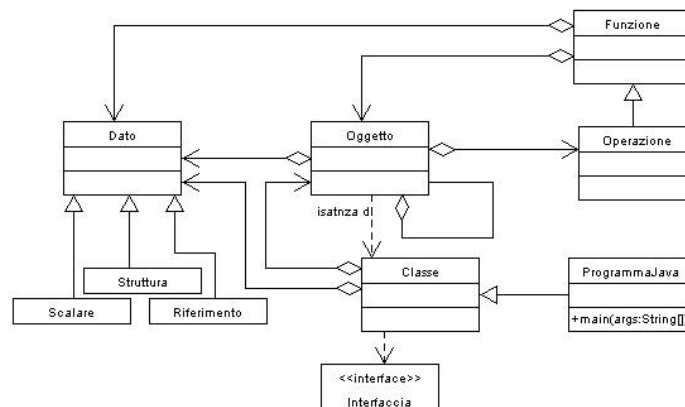 Funzione
Dato
Oggetto
Operazione
isatnza di
Classe
ProgrammaJava
+main(args:String[])
Struttura
Scalare
Riferimento
<<interface>>
Interfaccia